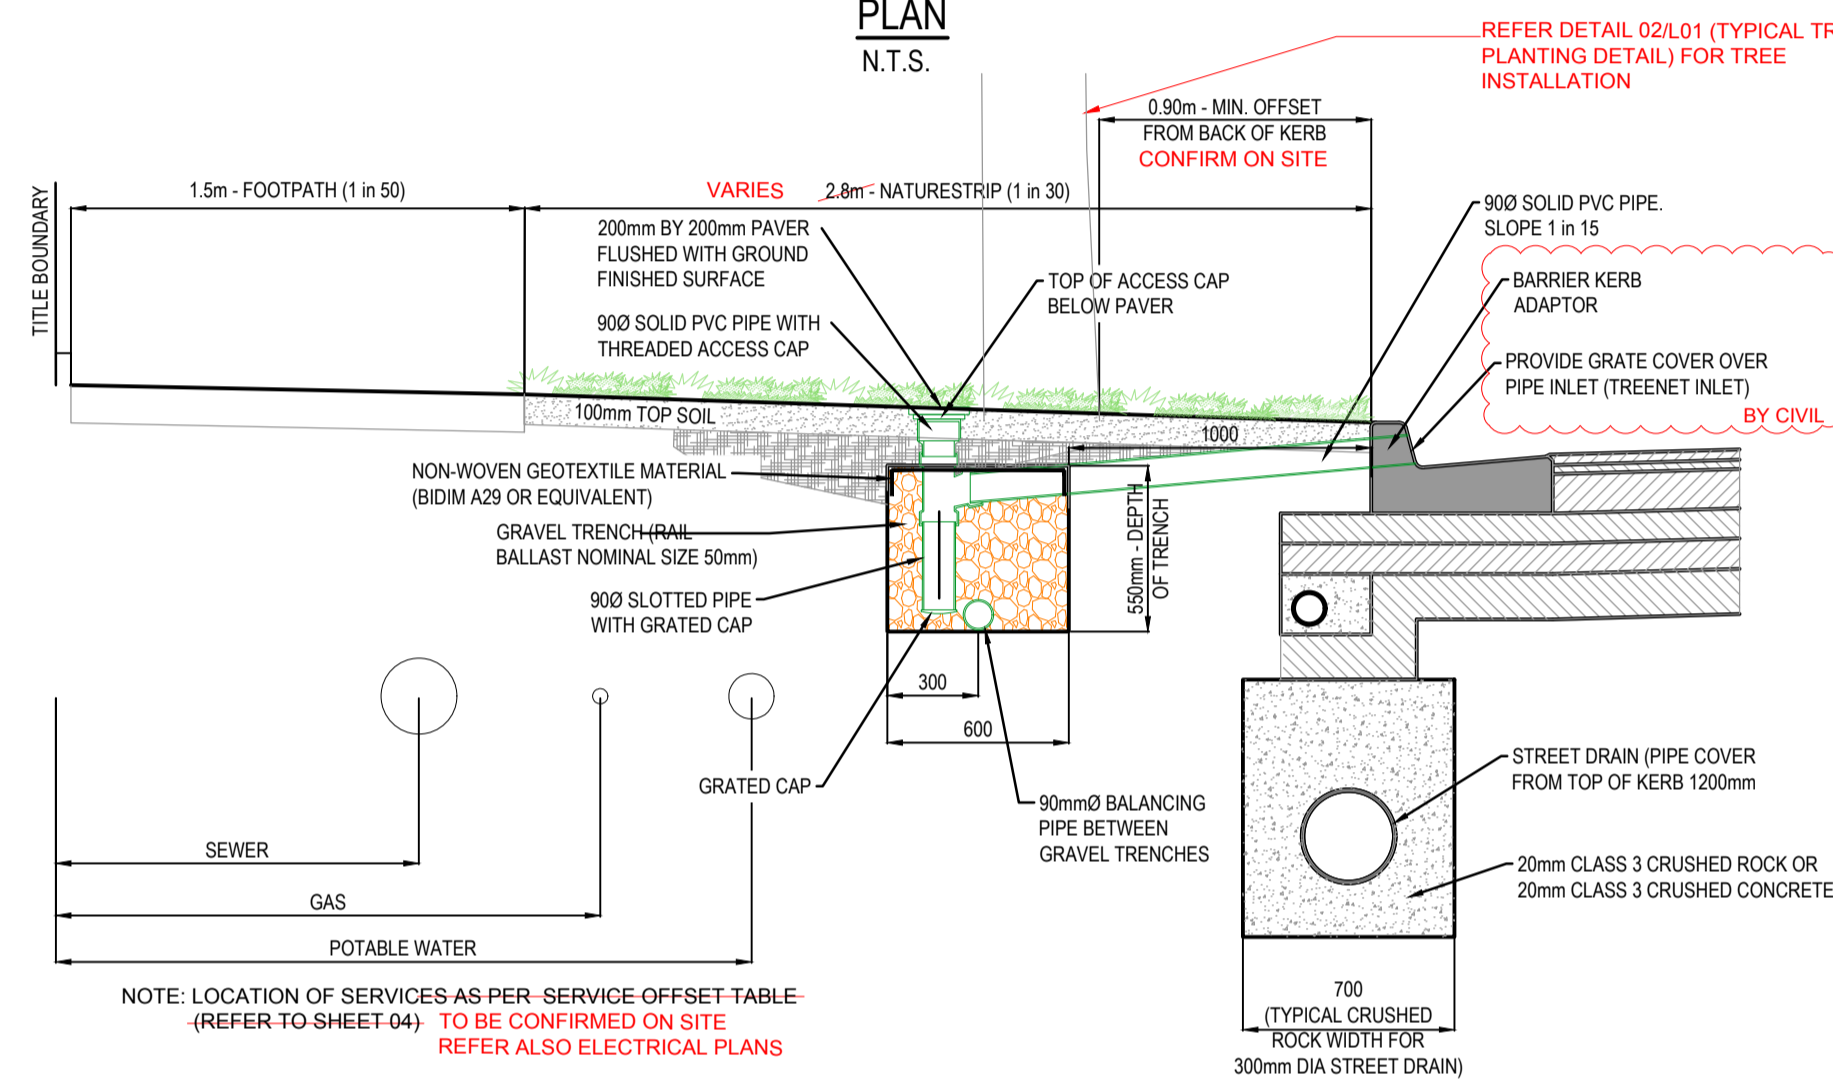 PLAN
N.T.S.
REFER DETAIL 02/L01 (TYPICAL
PLANTING DETAIL) FOR TREE
INSTALLATION
0.90m - MIN. OFFSET
FROM BACK OF KERB
CONFIRM ON SITE
TITLE BOUNDARY
1.5m - FOOTPATH (1 in 50)
VARIES 2.8m - NATURESTRIP (1 in 30)
200mm BY 200mm PAVER
FLUSHED WITH GROUND
FINISHED SURFACE
90Ø SOLID PVC PIPE WITH
THREADED ACCESS CAP
TOP OF ACCESS CAP
BELOW PAVER
90Ø SOLID PVC PIPE.
SLOPE 1 in 15
BARRIER KERB
ADAPTOR
PROVIDE GRATE COVER OVER
PIPE INLET (TREENET INLET)
BY CIVIL
100mm TOP SOIL
1000
NON-WOVEN GEOTEXTILE MATERIAL
(BIDIM A29 OR EQUIVALENT)
GRAVEL TRENCH (RAIL
BALLAST NOMINAL SIZE 50mm)
90Ø SLOTTED PIPE
WITH GRATED CAP
550mm - DEPTH
OF TRENCH
300
600
GRATED CAP
90mmØ BALANCING
PIPE BETWEEN
GRAVEL TRENCHES
STREET DRAIN (PIPE COVER
FROM TOP OF KERB 1200mm
20mm CLASS 3 CRUSHED ROCK OR
20mm CLASS 3 CRUSHED CONCRETE
SEWER
GAS
POTABLE WATER
NOTE: LOCATION OF SERVICES AS PER SERVICE OFFSET TABLE
(REFER TO SHEET 04) TO BE CONFIRMED ON SITE
REFER ALSO ELECTRICAL PLANS
700
(TYPICAL CRUSHED
ROCK WIDTH FOR
300mm DIA STREET DRAIN)